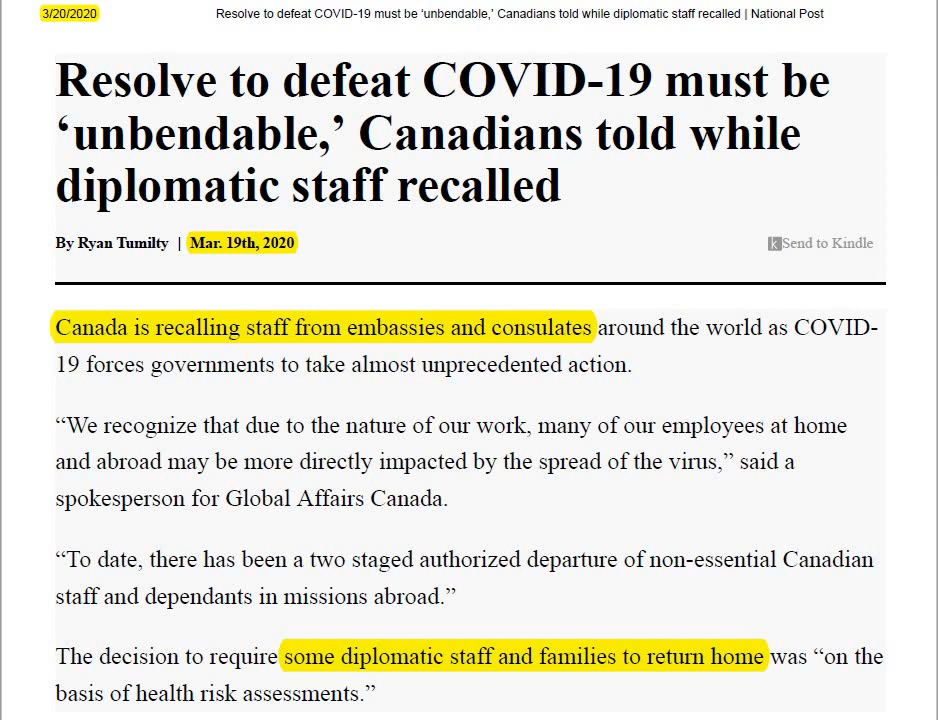 3/20/2020 Resolve to defeat COVID-19 must be ‘unbendable,’ Canadians told while diplomatic staff recalled | National Post
Resolve to defeat COVID-19 must be
‘unbendable,’ Canadians told while
diplomatic staff recalled
By Ryan Tumilty | Mar. 19th, 2020 k Send to Kindle
Canada is recalling staff from embassies and consulates around the world as COVID-
19 forces governments to take almost unprecedented action.
“We recognize that due to the nature of our work, many of our employees at home
and abroad may be more directly impacted by the spread of the virus,” said a
spokesperson for Global Affairs Canada.
“To date, there has been a two staged authorized departure of non-essential Canadian
staff and dependants in missions abroad.”
The decision to require some diplomatic staff and families to return home was “on the
basis of health risk assessments.”